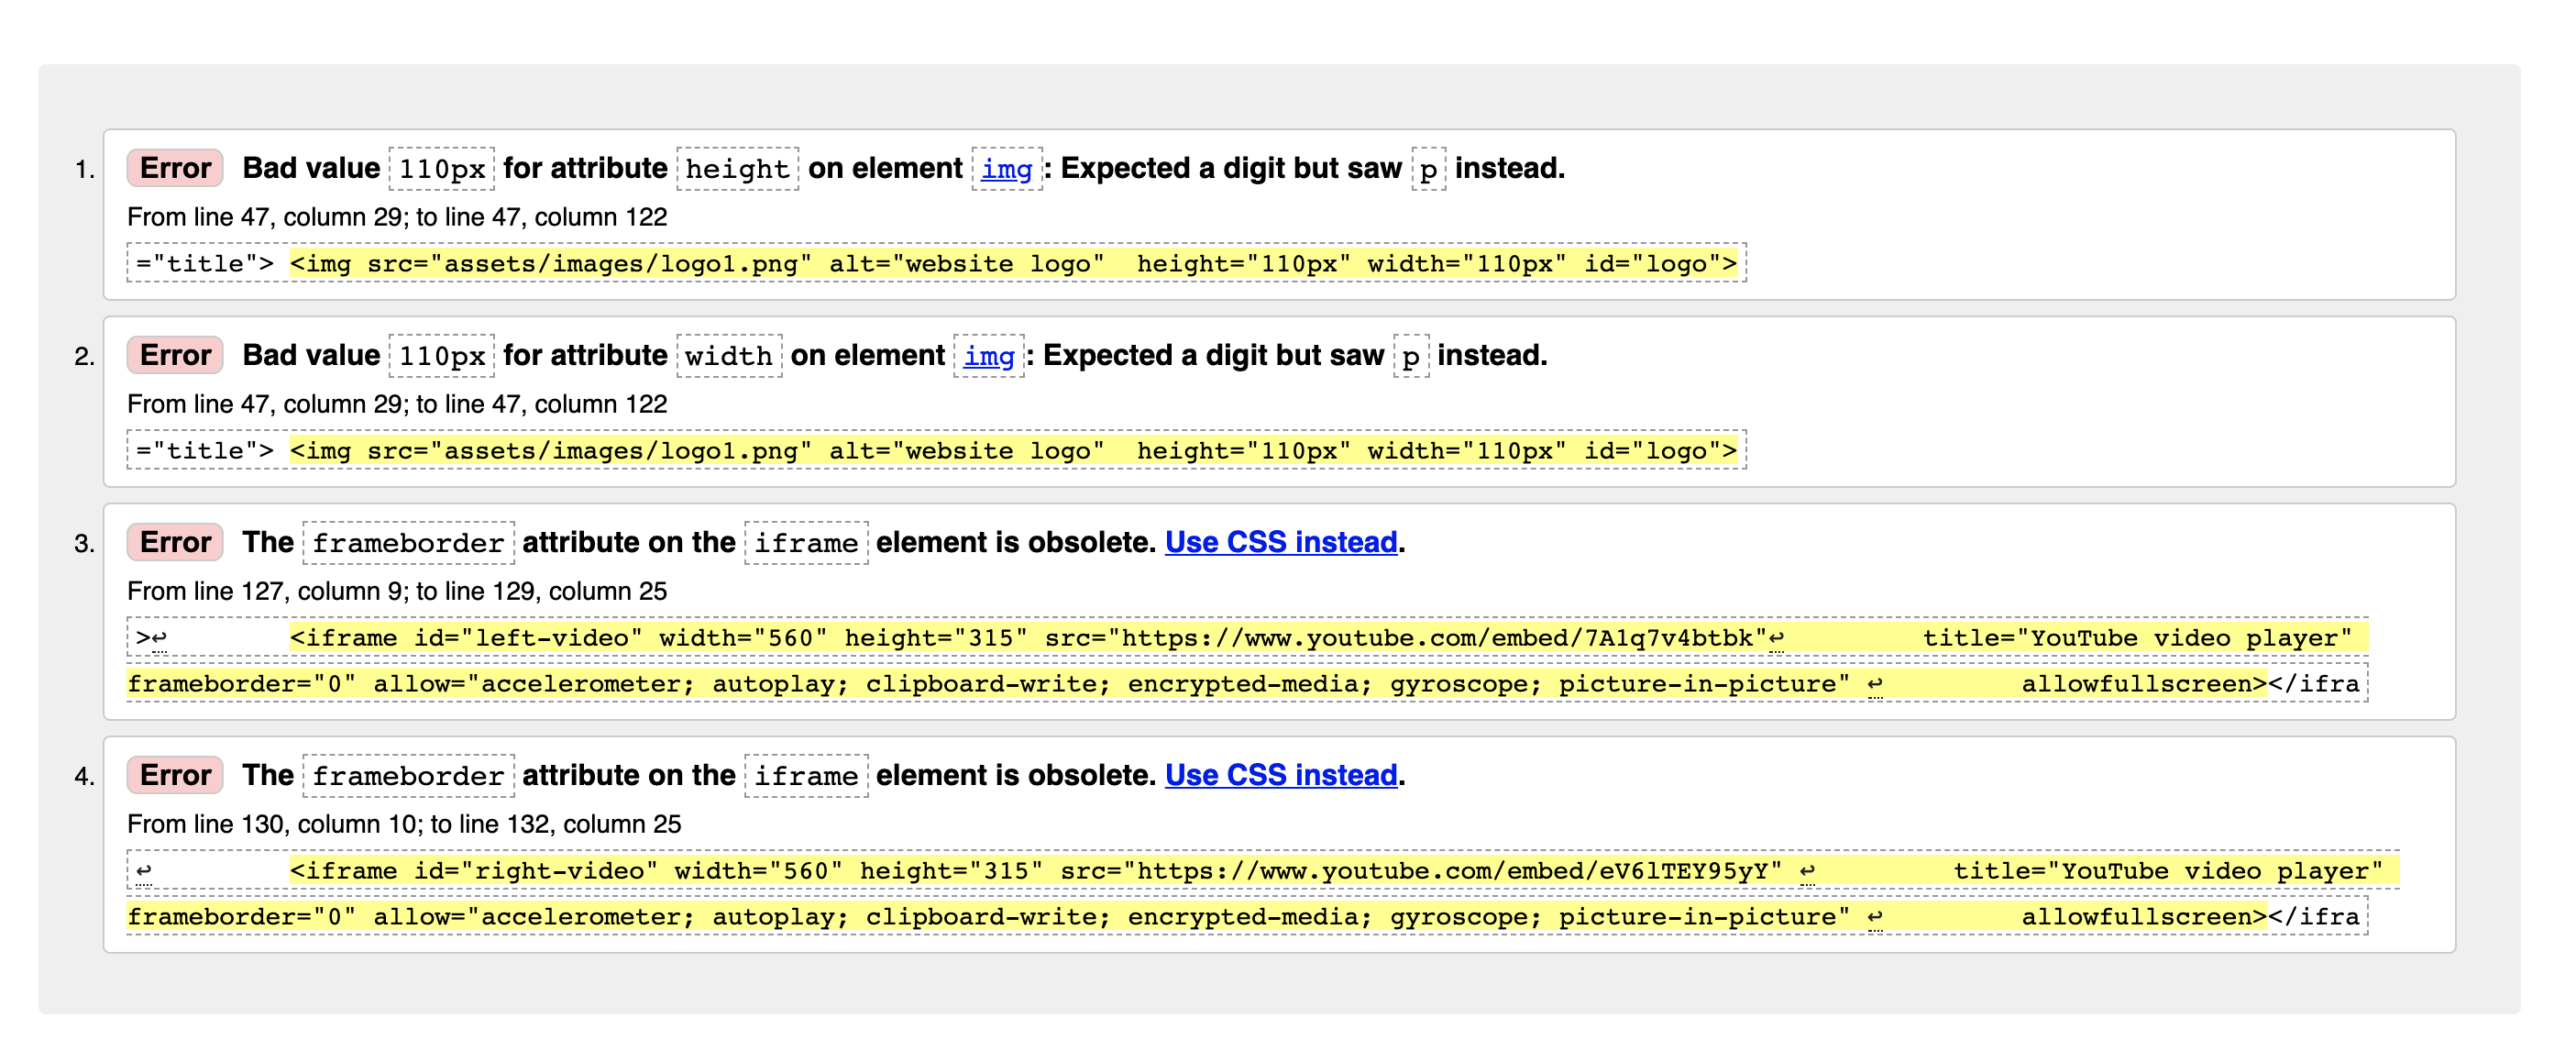 1. Error Bad value 110px for attribute height on element img: Expected a digit but saw p instead.
From line 47, column 29; to line 47, column 122
="title"> <img src="assets/images/logo1.png" alt="website logo"  height="110px" width="110px" id="logo">
2. Error Bad value 110px for attribute width on element img: Expected a digit but saw p instead.
From line 47, column 29; to line 47, column 122
="title"> <img src="assets/images/logo1.png" alt="website logo"  height="110px" width="110px" id="logo">
3. Error The frameborder attribute on the iframe element is obsolete. Use CSS instead.
From line 127, column 9; to line 129, column 25
>↩        <iframe id="left-video" width="560" height="315" src="https://www.youtube.com/embed/7A1q7v4btbk"↩         title="YouTube video player"
frameborder="0" allow="accelerometer; autoplay; clipboard-write; encrypted-media; gyroscope; picture-in-picture" ↩         allowfullscreen></ifra
4. Error The frameborder attribute on the iframe element is obsolete. Use CSS instead.
From line 130, column 10; to line 132, column 25
↩         <iframe id="right-video" width="560" height="315" src="https://www.youtube.com/embed/eV6lTEY95yY" ↩         title="YouTube video player"
frameborder="0" allow="accelerometer; autoplay; clipboard-write; encrypted-media; gyroscope; picture-in-picture" ↩         allowfullscreen></ifra